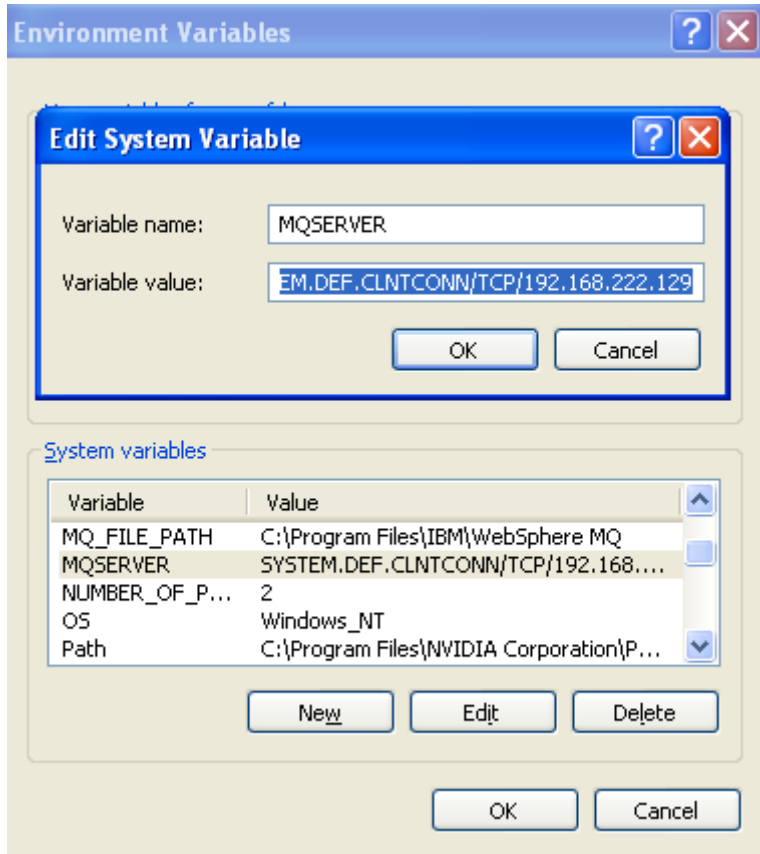 Environment Variables
Edit System Variable
Variable name: MQSERVER
Variable value: EM.DEF.CLNTCONN/TCP/192.168.222.129
OK Cancel
System variables
Variable Value
MQ_FILE_PATH C:\Program Files\IBM\WebSphere MQ
MQSERVER SYSTEM.DEF.CLNTCONN/TCP/192.168....
NUMBER_OF_P... 2
OS Windows_NT
Path C:\Program Files\NVIDIA Corporation\P...
New Edit Delete
OK Cancel